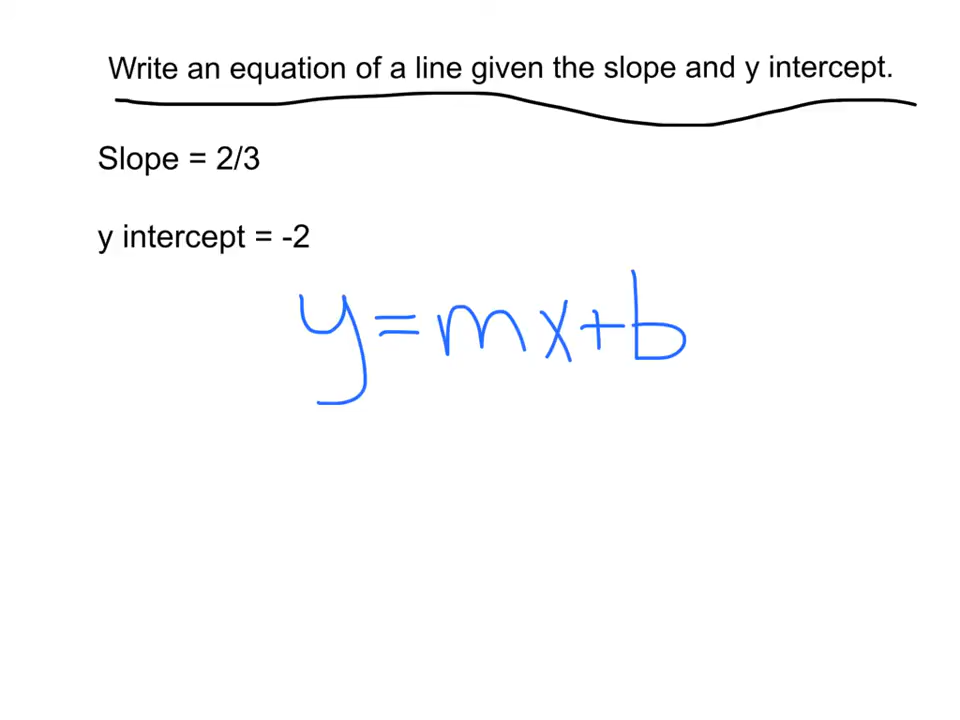 Write an equation of a line given the slope and y intercept.
Slope = 2/3
y intercept = -2
y=mx+b